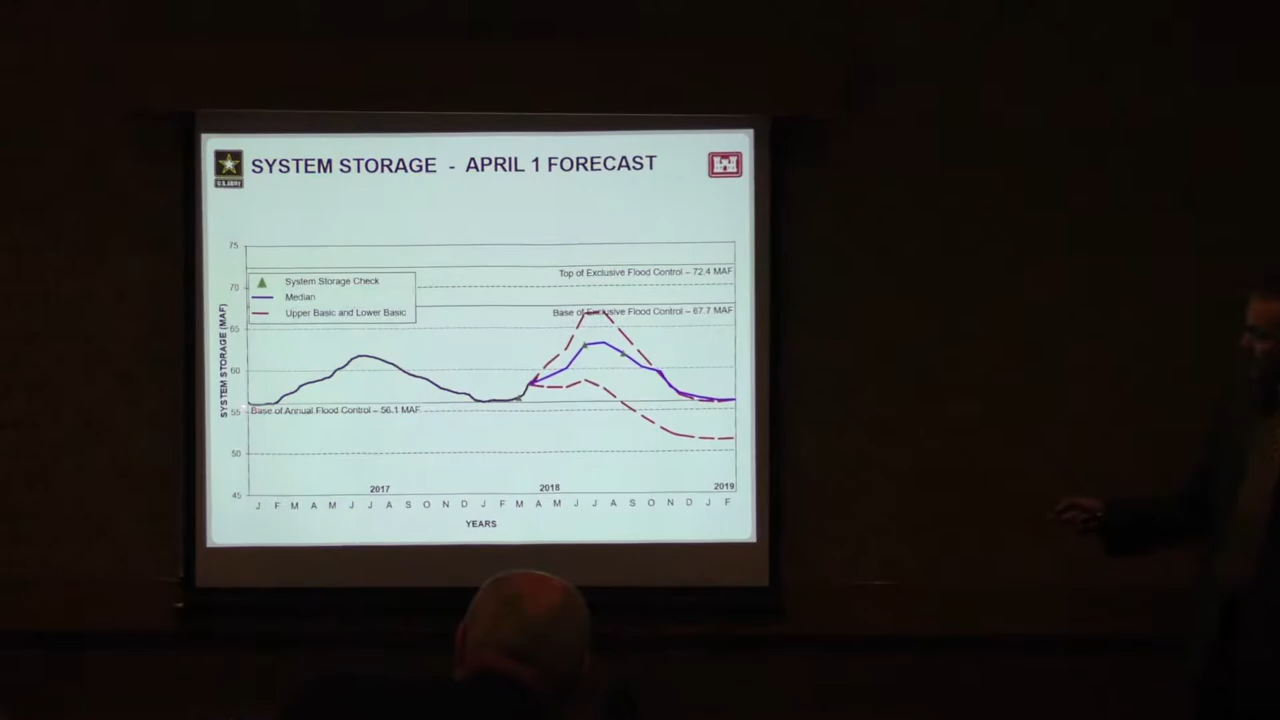 SYSTEM STORAGE - APRIL 1 FORECAST
U.S. ARMY
75
Top of Exclusive Flood Control – 72.4 MAF
System Storage Check
70
Median
Upper Basic and Lower Basic
Base of Exclusive Flood Control – 67.7 MAF
65
SYSTEM STORAGE (MAF)
60
55
Base of Annual Flood Control – 56.1 MAF
50
45
2017 2018 2019
J F M A M J J A S O N D J F M A M J J A S O N D J F
YEARS